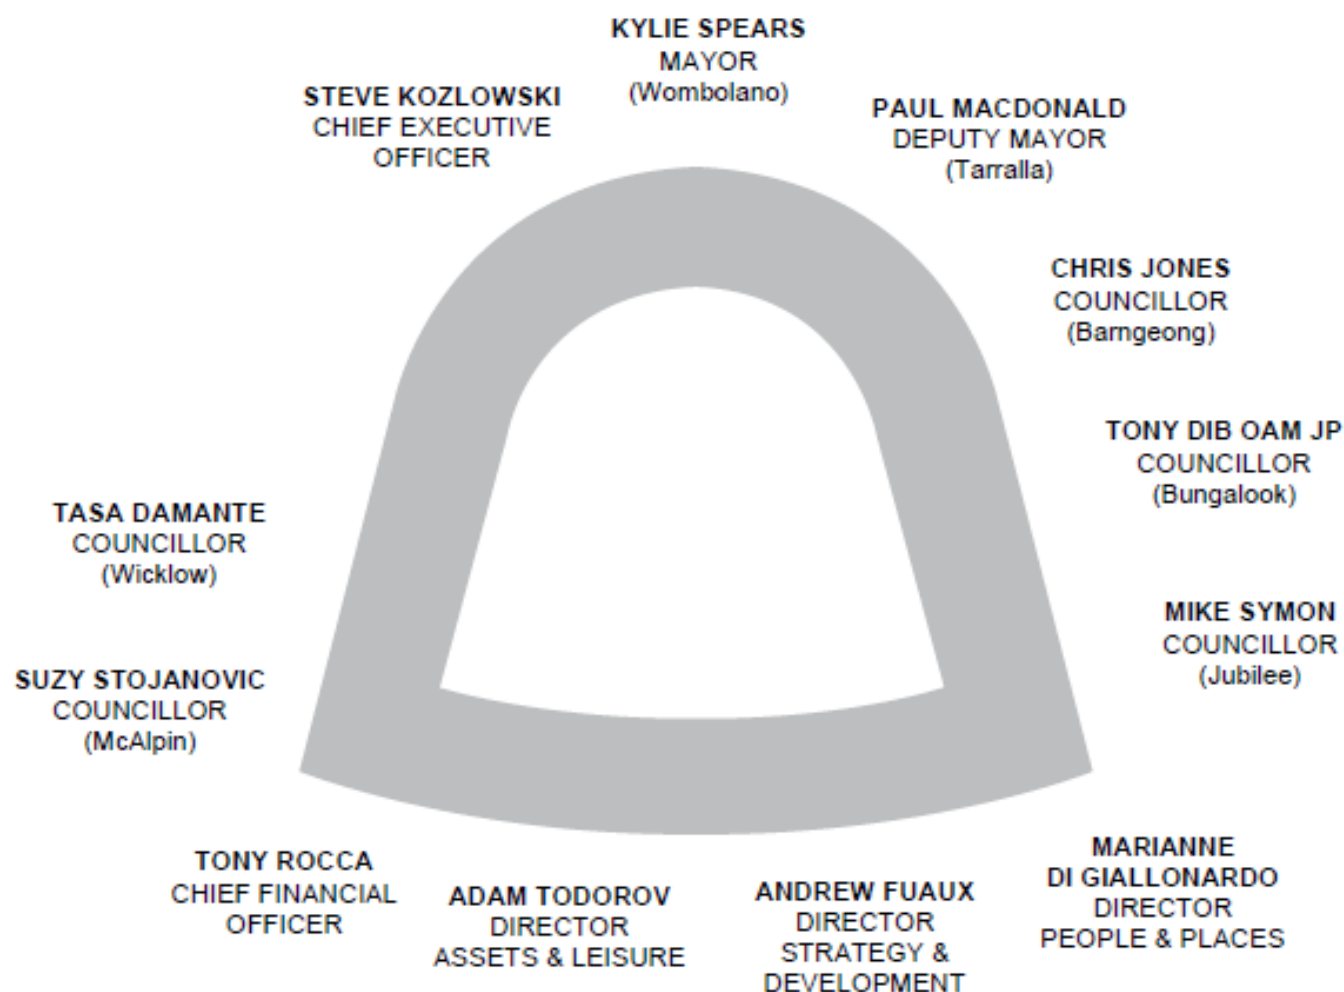 KYLIE SPEARS
MAYOR
(Wombolano)
STEVE KOZLOWSKI
CHIEF EXECUTIVE
OFFICER
PAUL MACDONALD
DEPUTY MAYOR
(Tarralla)
CHRIS JONES
COUNCILLOR
(Barngeong)
TONY DIB OAM JP
COUNCILLOR
(Bungalook)
TASA DAMANTE
COUNCILLOR
(Wicklow)
MIKE SYMON
COUNCILLOR
(Jubilee)
SUZY STOJANOVIC
COUNCILLOR
(McAlpin)
TONY ROCCA
CHIEF FINANCIAL
OFFICER
ADAM TODOROV
DIRECTOR
ASSETS & LEISURE
ANDREW FUAUX
DIRECTOR
STRATEGY &
DEVELOPMENT
MARIANNE
DI GIALLONARDO
DIRECTOR
PEOPLE & PLACES